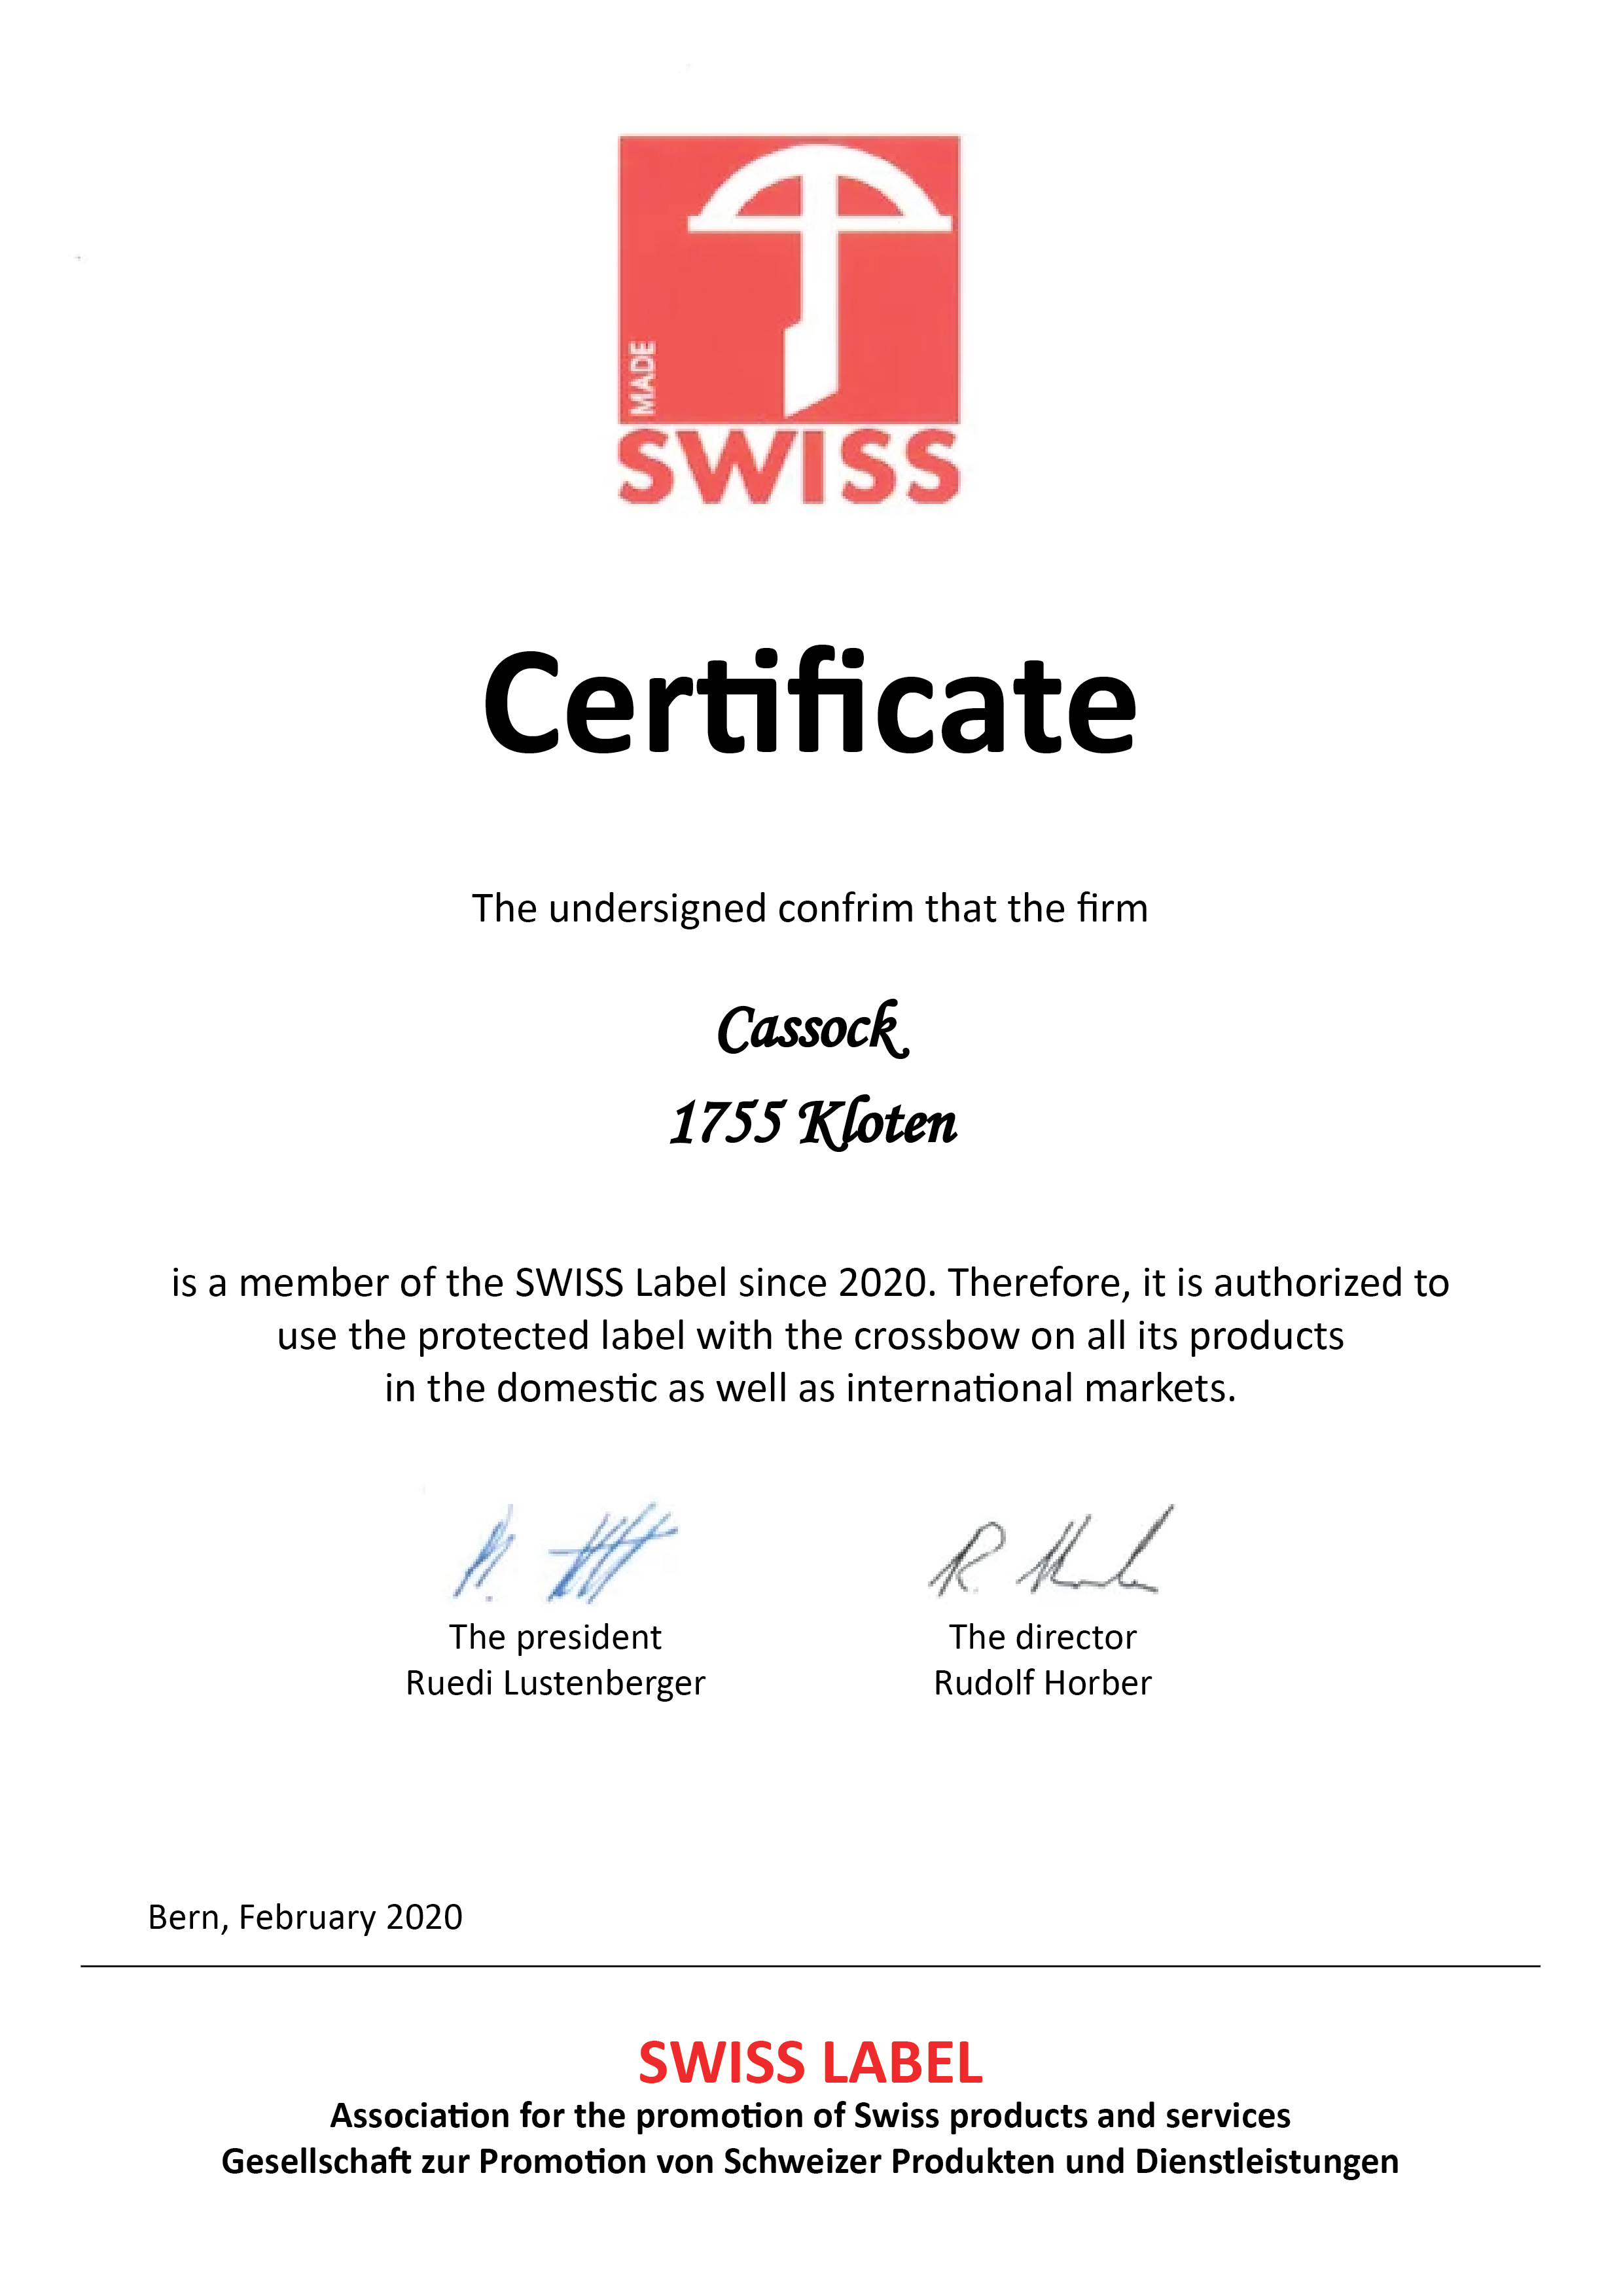 MADE
SWISS
Certificate
The undersigned confrim that the firm
Cassock
1755 Kloten
is a member of the SWISS Label since 2020. Therefore, it is authorized to
use the protected label with the crossbow on all its products
in the domestic as well as international markets.
R. Horber
The president
Ruedi Lustenberger
The director
Rudolf Horber
Bern, February 2020
SWISS LABEL
Association for the promotion of Swiss products and services
Gesellschaft zur Promotion von Schweizer Produkten und Dienstleistungen